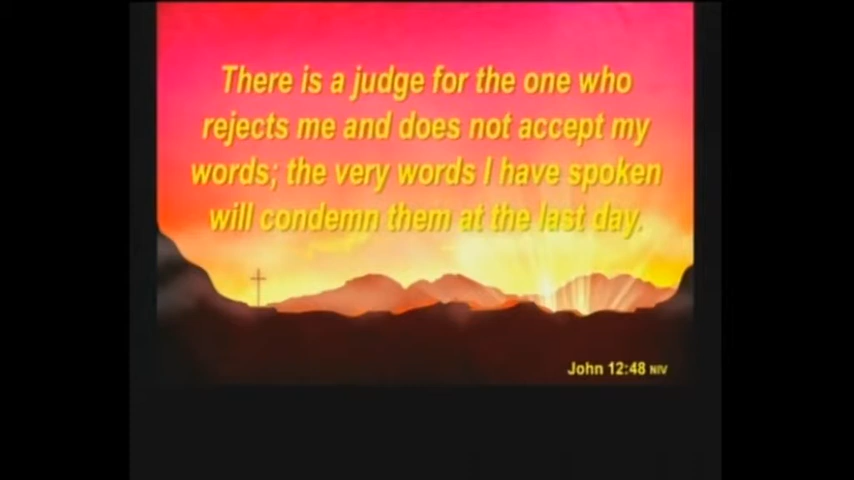 There is a judge for the one who
rejects me and does not accept my
words; the very words I have spoken
will condemn them at the last day.
John 12:48 NIV